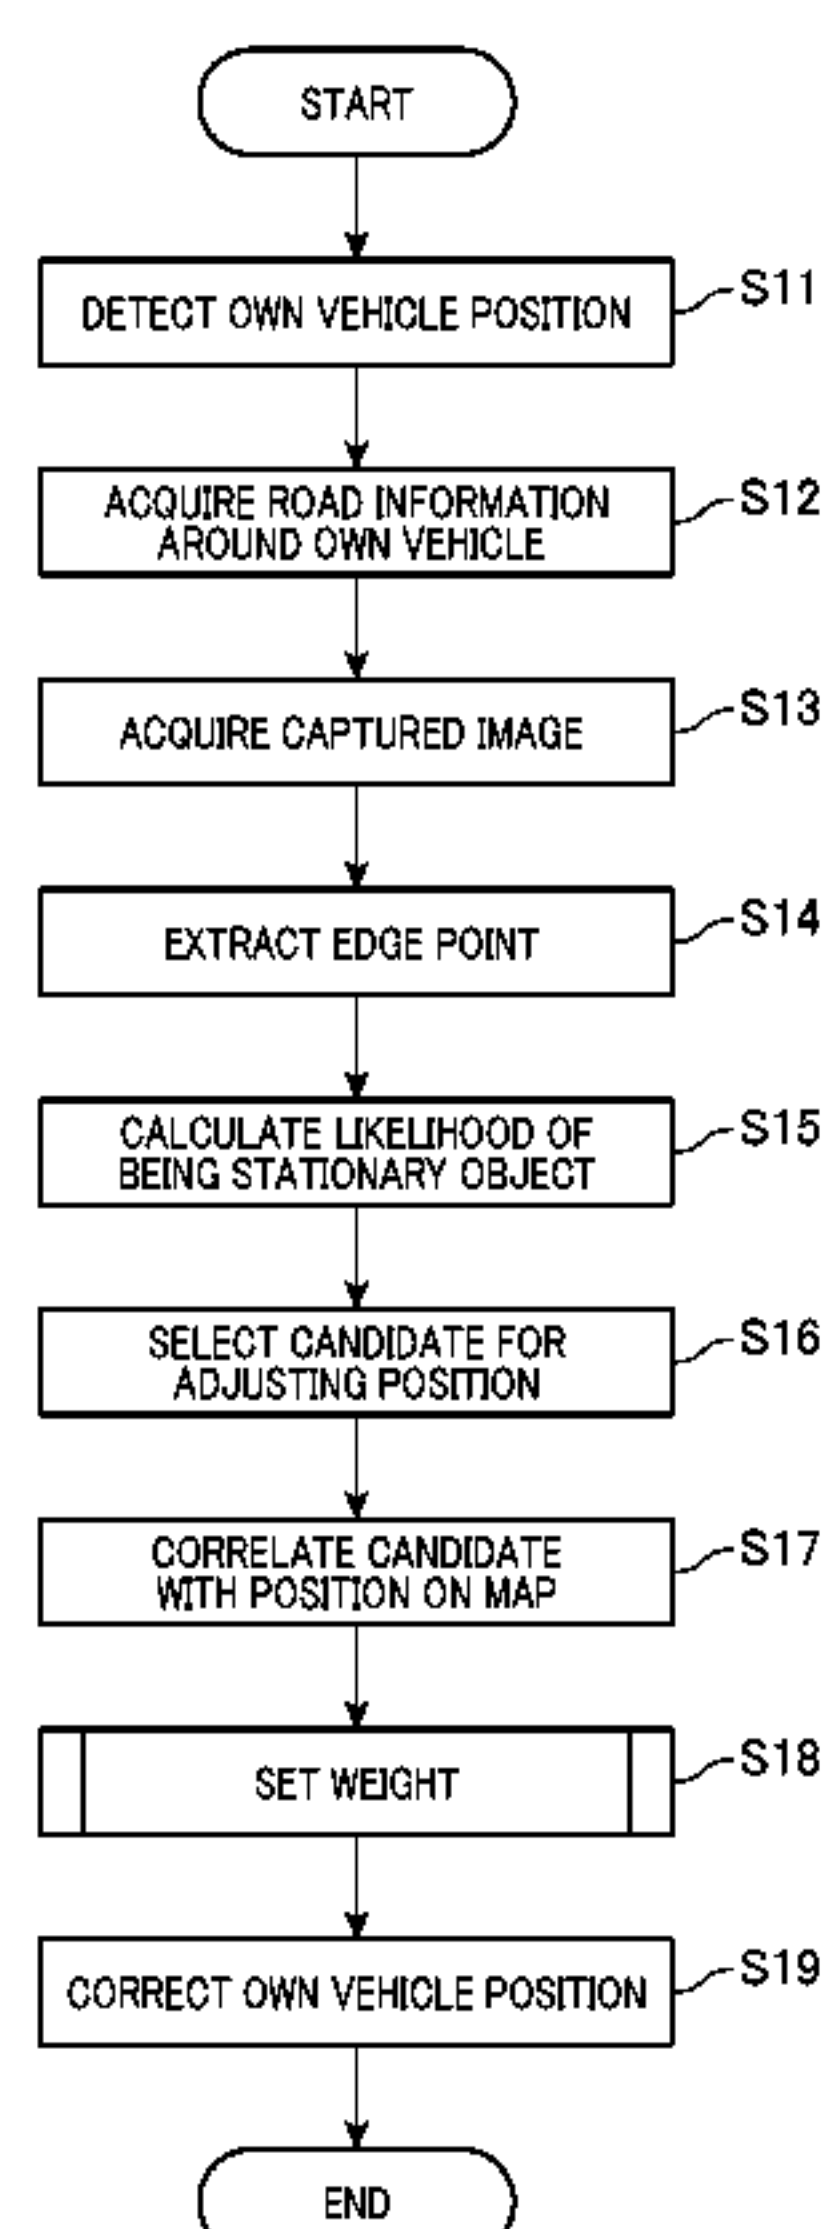 START
DETECT OWN VEHICLE POSITION
S11
ACQUIRE ROAD INFORMATION
AROUND OWN VEHICLE
S12
ACQUIRE CAPTURED IMAGE
S13
EXTRACT EDGE POINT
S14
CALCULATE LIKELIHOOD OF
BEING STATIONARY OBJECT
S15
SELECT CANDIDATE FOR
ADJUSTING POSITION
S16
CORRELATE CANDIDATE
WITH POSITION ON MAP
S17
SET WEIGHT
S18
CORRECT OWN VEHICLE POSITION
S19
END